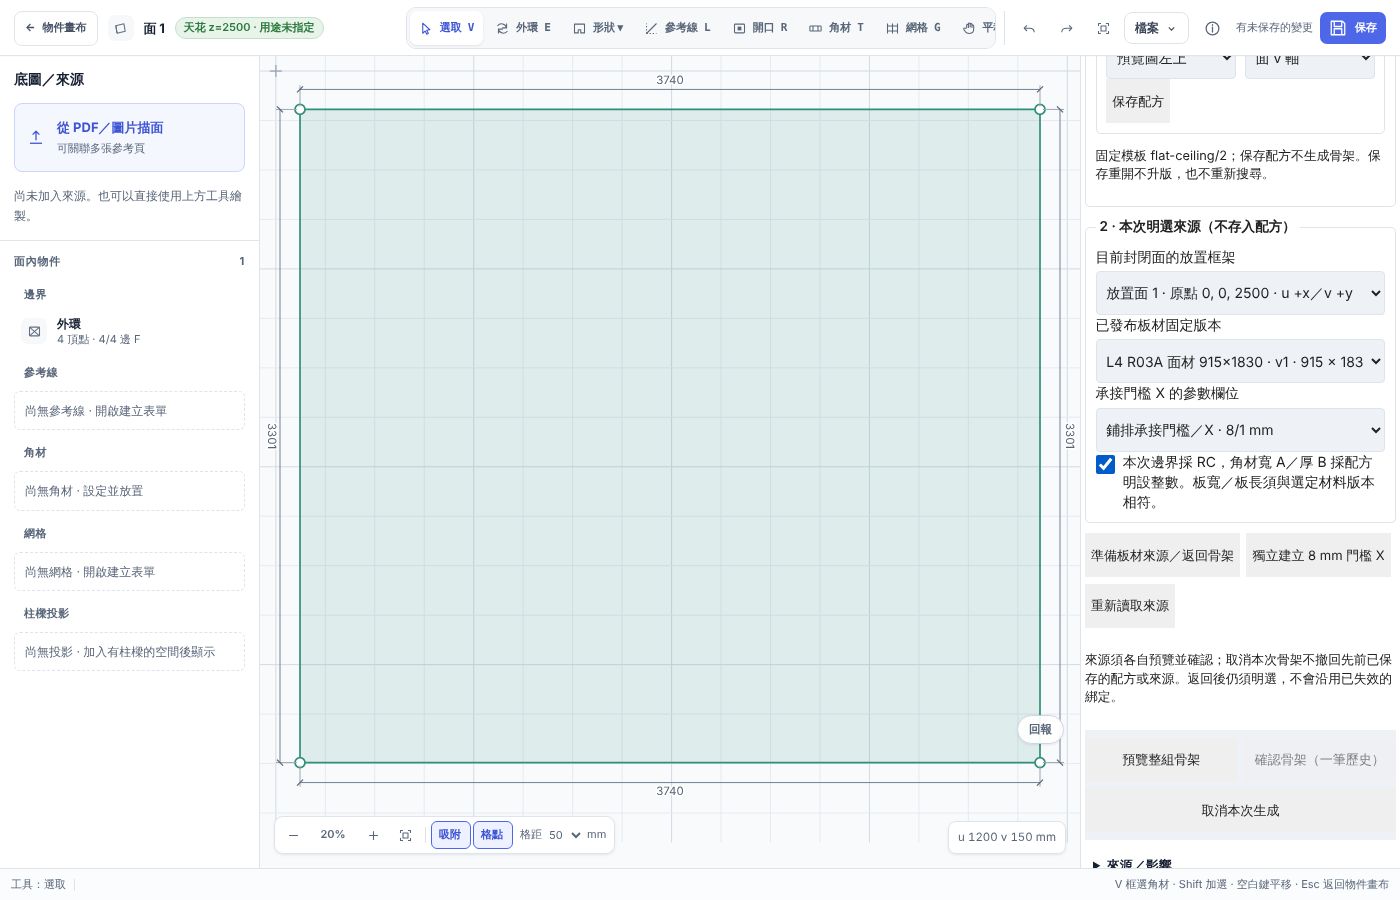 物件畫布
面 1
天花 z=2500 · 用途未指定
選取 V
外環 E
形狀▾
參考線 L
開口 R
角材 T
網格 G
檔案
有未保存的變更
保存
底圖／來源
從 PDF／圖片描面
可關聯多張參考頁
尚未加入來源。也可以直接使用上方工具繪
製。
面內物件
1
邊界
外環
4 頂點 · 4/4 邊 F
參考線
尚無參考線 · 開啟建立表單
角材
尚無角材 · 設定並放置
網格
尚無網格 · 開啟建立表單
柱樑投影
尚無投影 · 加入有柱樑的空間後顯示
3740
3301
3301
3740
回報
20%
吸附
格點
格距
50
mm
u 1200 v 150 mm
預覽圖左上
面 V 軸
保存配方
固定模板 flat-ceiling/2；保存配方不生成骨架。保
存重開不升版，也不重新搜尋。
2 · 本次明選來源（不存入配方）
目前封閉面的放置框架
放置面 1 · 原點 0, 0, 2500 · u +x／v +y
已發布板材固定版本
L4 R03A 面材 915×1830 · v1 · 915 × 183
承接門檻 X 的參數欄位
鋪排承接門檻／X · 8/1 mm
本次邊界採 RC，角材寬 A／厚 B 採配方
明設整數。板寬／板長須與選定材料版本
相符。
準備板材來源／返回骨架
獨立建立 8 mm 門檻 X
重新讀取來源
來源須各自預覽並確認；取消本次骨架不撤回先前已保
存的配方或來源。返回後仍須明選，不會沿用已失效的
綁定。
預覽整組骨架
確認骨架（一筆歷史）
取消本次生成
來源／影響
工具：選取
V 框選角材 · Shift 加選 · 空白鍵平移 · Esc 返回物件畫布